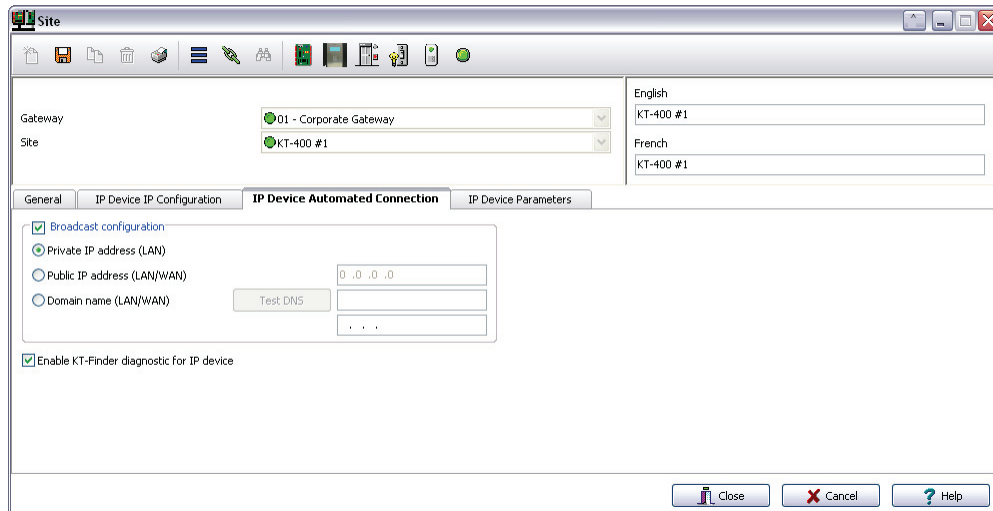 Site
English
Gateway 01 - Corporate Gateway KT-400 #1
Site KT-400 #1 French
KT-400 #1
General IP Device IP Configuration IP Device Automated Connection IP Device Parameters
Broadcast configuration
Private IP address (LAN)
Public IP address (LAN/WAN) 0 .0 .0 .0
Domain name (LAN/WAN) Test DNS
. . .
Enable KT-Finder diagnostic for IP device
Close Cancel ? Help